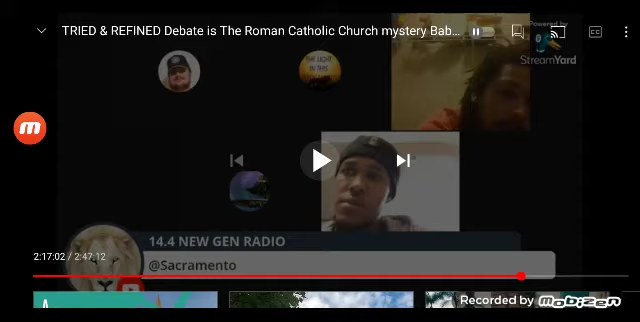 TRIED & REFINED Debate is The Roman Catholic Church mystery Bab...
Powered by
StreamYard
CC
m
THE LIGHT
IN THIS
14.4 NEW GEN RADIO
2:17:02 / 2:47:12
@Sacramento
Recorded by MOBIZEN